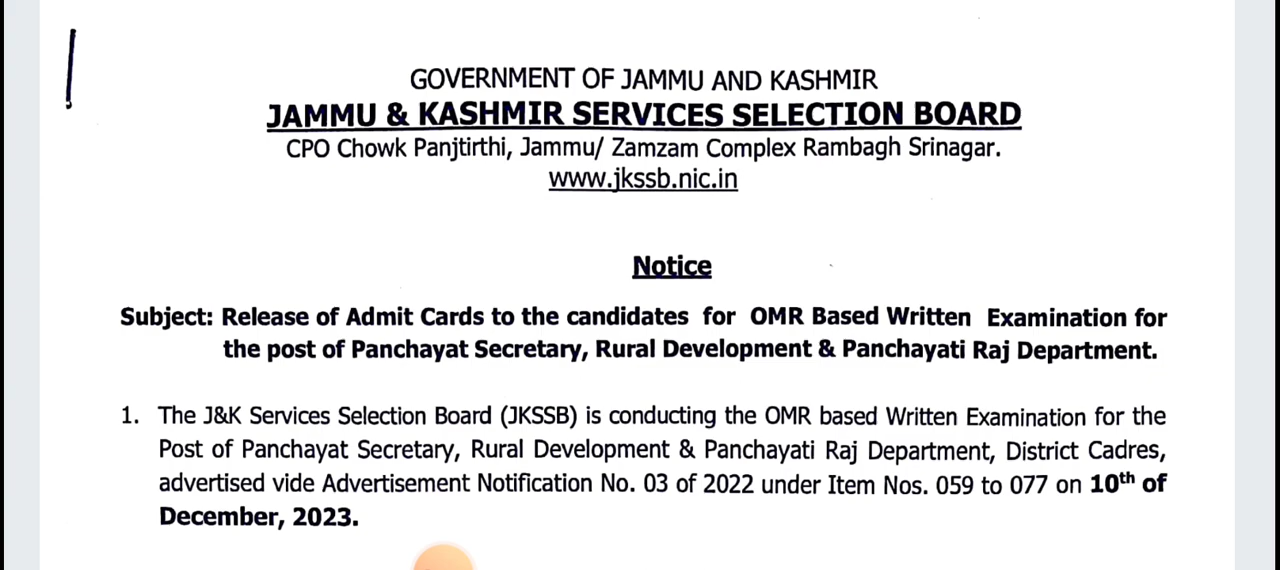 GOVERNMENT OF JAMMU AND KASHMIR
JAMMU & KASHMIR SERVICES SELECTION BOARD
CPO Chowk Panjtirthi, Jammu/ Zamzam Complex Rambagh Srinagar.
www.jkssb.nic.in
Notice
Subject: Release of Admit Cards to the candidates for OMR Based Written Examination for
the post of Panchayat Secretary, Rural Development & Panchayati Raj Department.
1. The J&K Services Selection Board (JKSSB) is conducting the OMR based Written Examination for the
Post of Panchayat Secretary, Rural Development & Panchayati Raj Department, District Cadres,
advertised vide Advertisement Notification No. 03 of 2022 under Item Nos. 059 to 077 on 10th of
December, 2023.